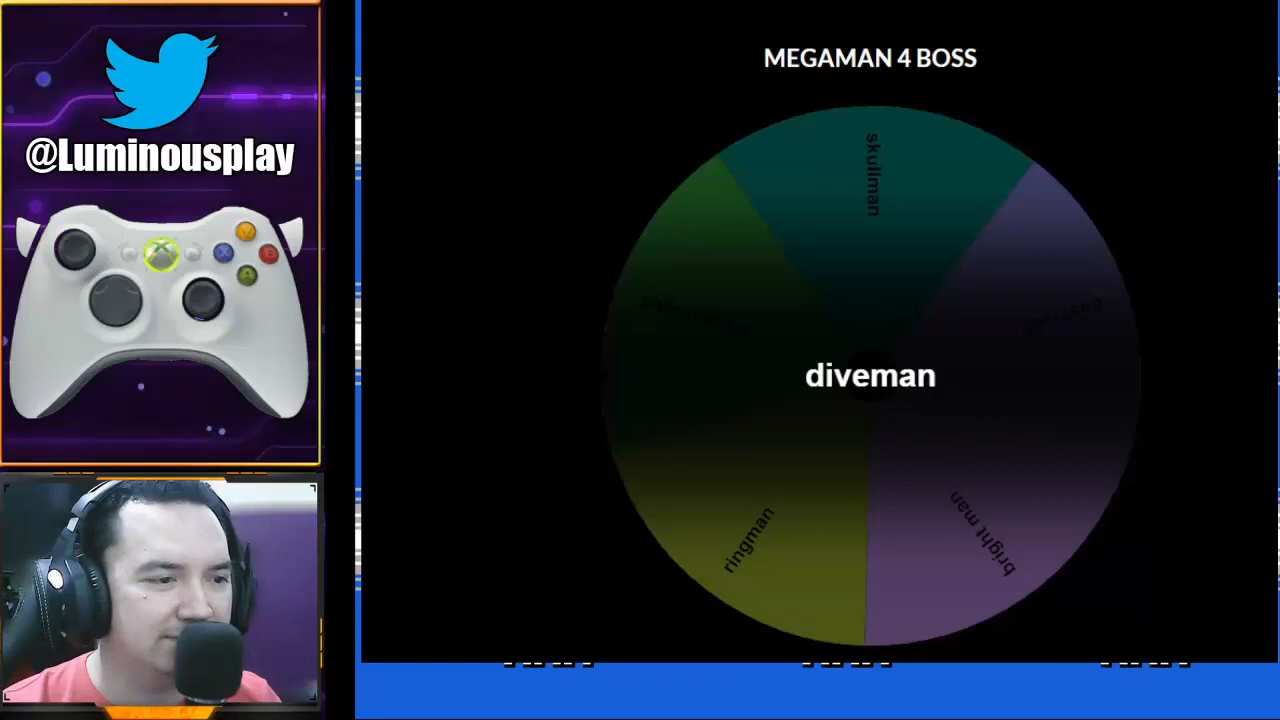 @Luminousplay
MEGAMAN 4 BOSS
skullman
diveman
ringman
bright man